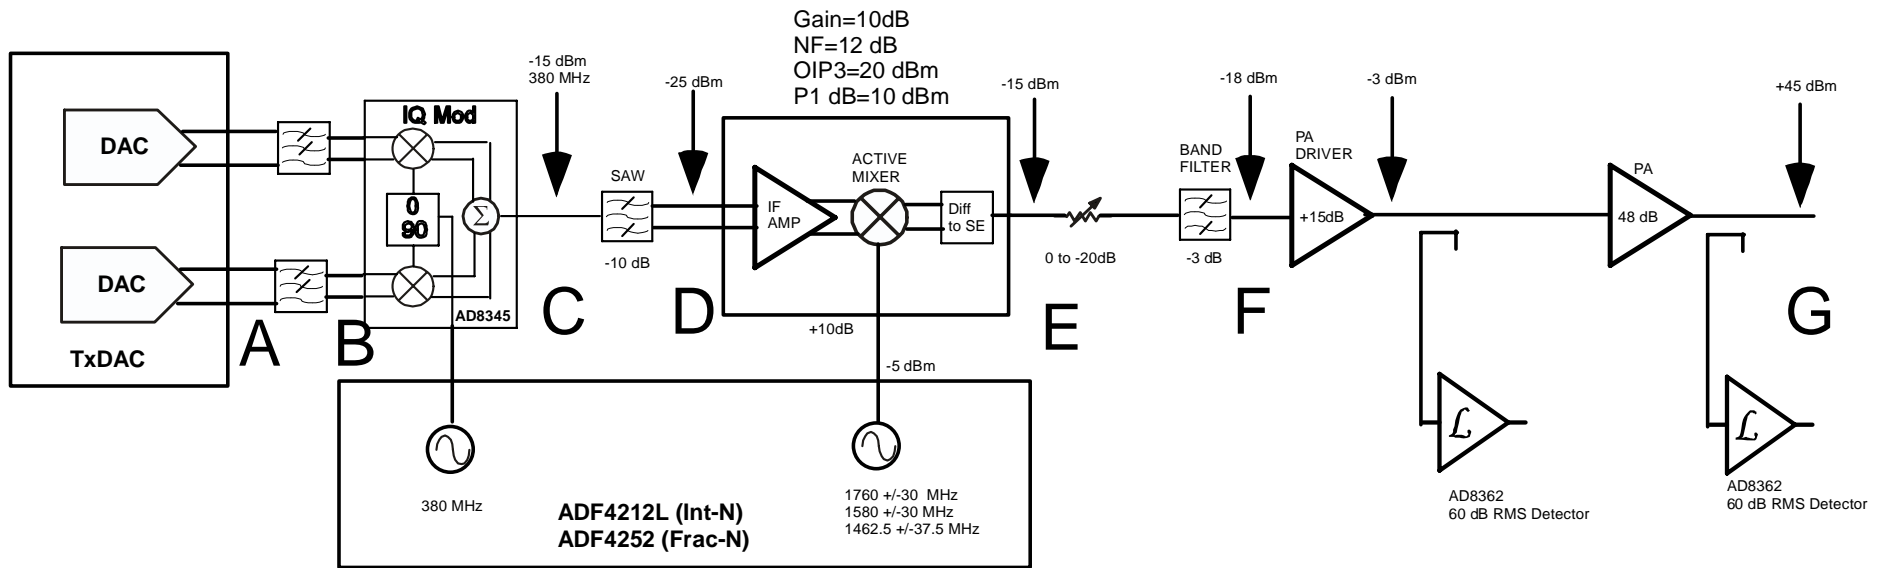 Gain=10dB
NF=12 dB
OIP3=20 dBm
P1 dB=10 dBm
-15 dBm
380 MHz
-25 dBm
-15 dBm
-18 dBm
-3 dBm
+45 dBm
DAC
DAC
TxDAC
A
B
IQ Mod
0
90
Σ
AD8345
C
SAW
-10 dB
D
IF
AMP
ACTIVE
MIXER
Diff
to SE
+10dB
-5 dBm
E
0 to -20dB
BAND
FILTER
-3 dB
F
PA
DRIVER
+15dB
PA
48 dB
G
380 MHz
ADF4212L (Int-N)
ADF4252 (Frac-N)
1760 +/-30  MHz
1580 +/-30 MHz
1462.5 +/-37.5 MHz
ℒ
AD8362
60 dB RMS Detector
ℒ
AD8362
60 dB RMS Detector